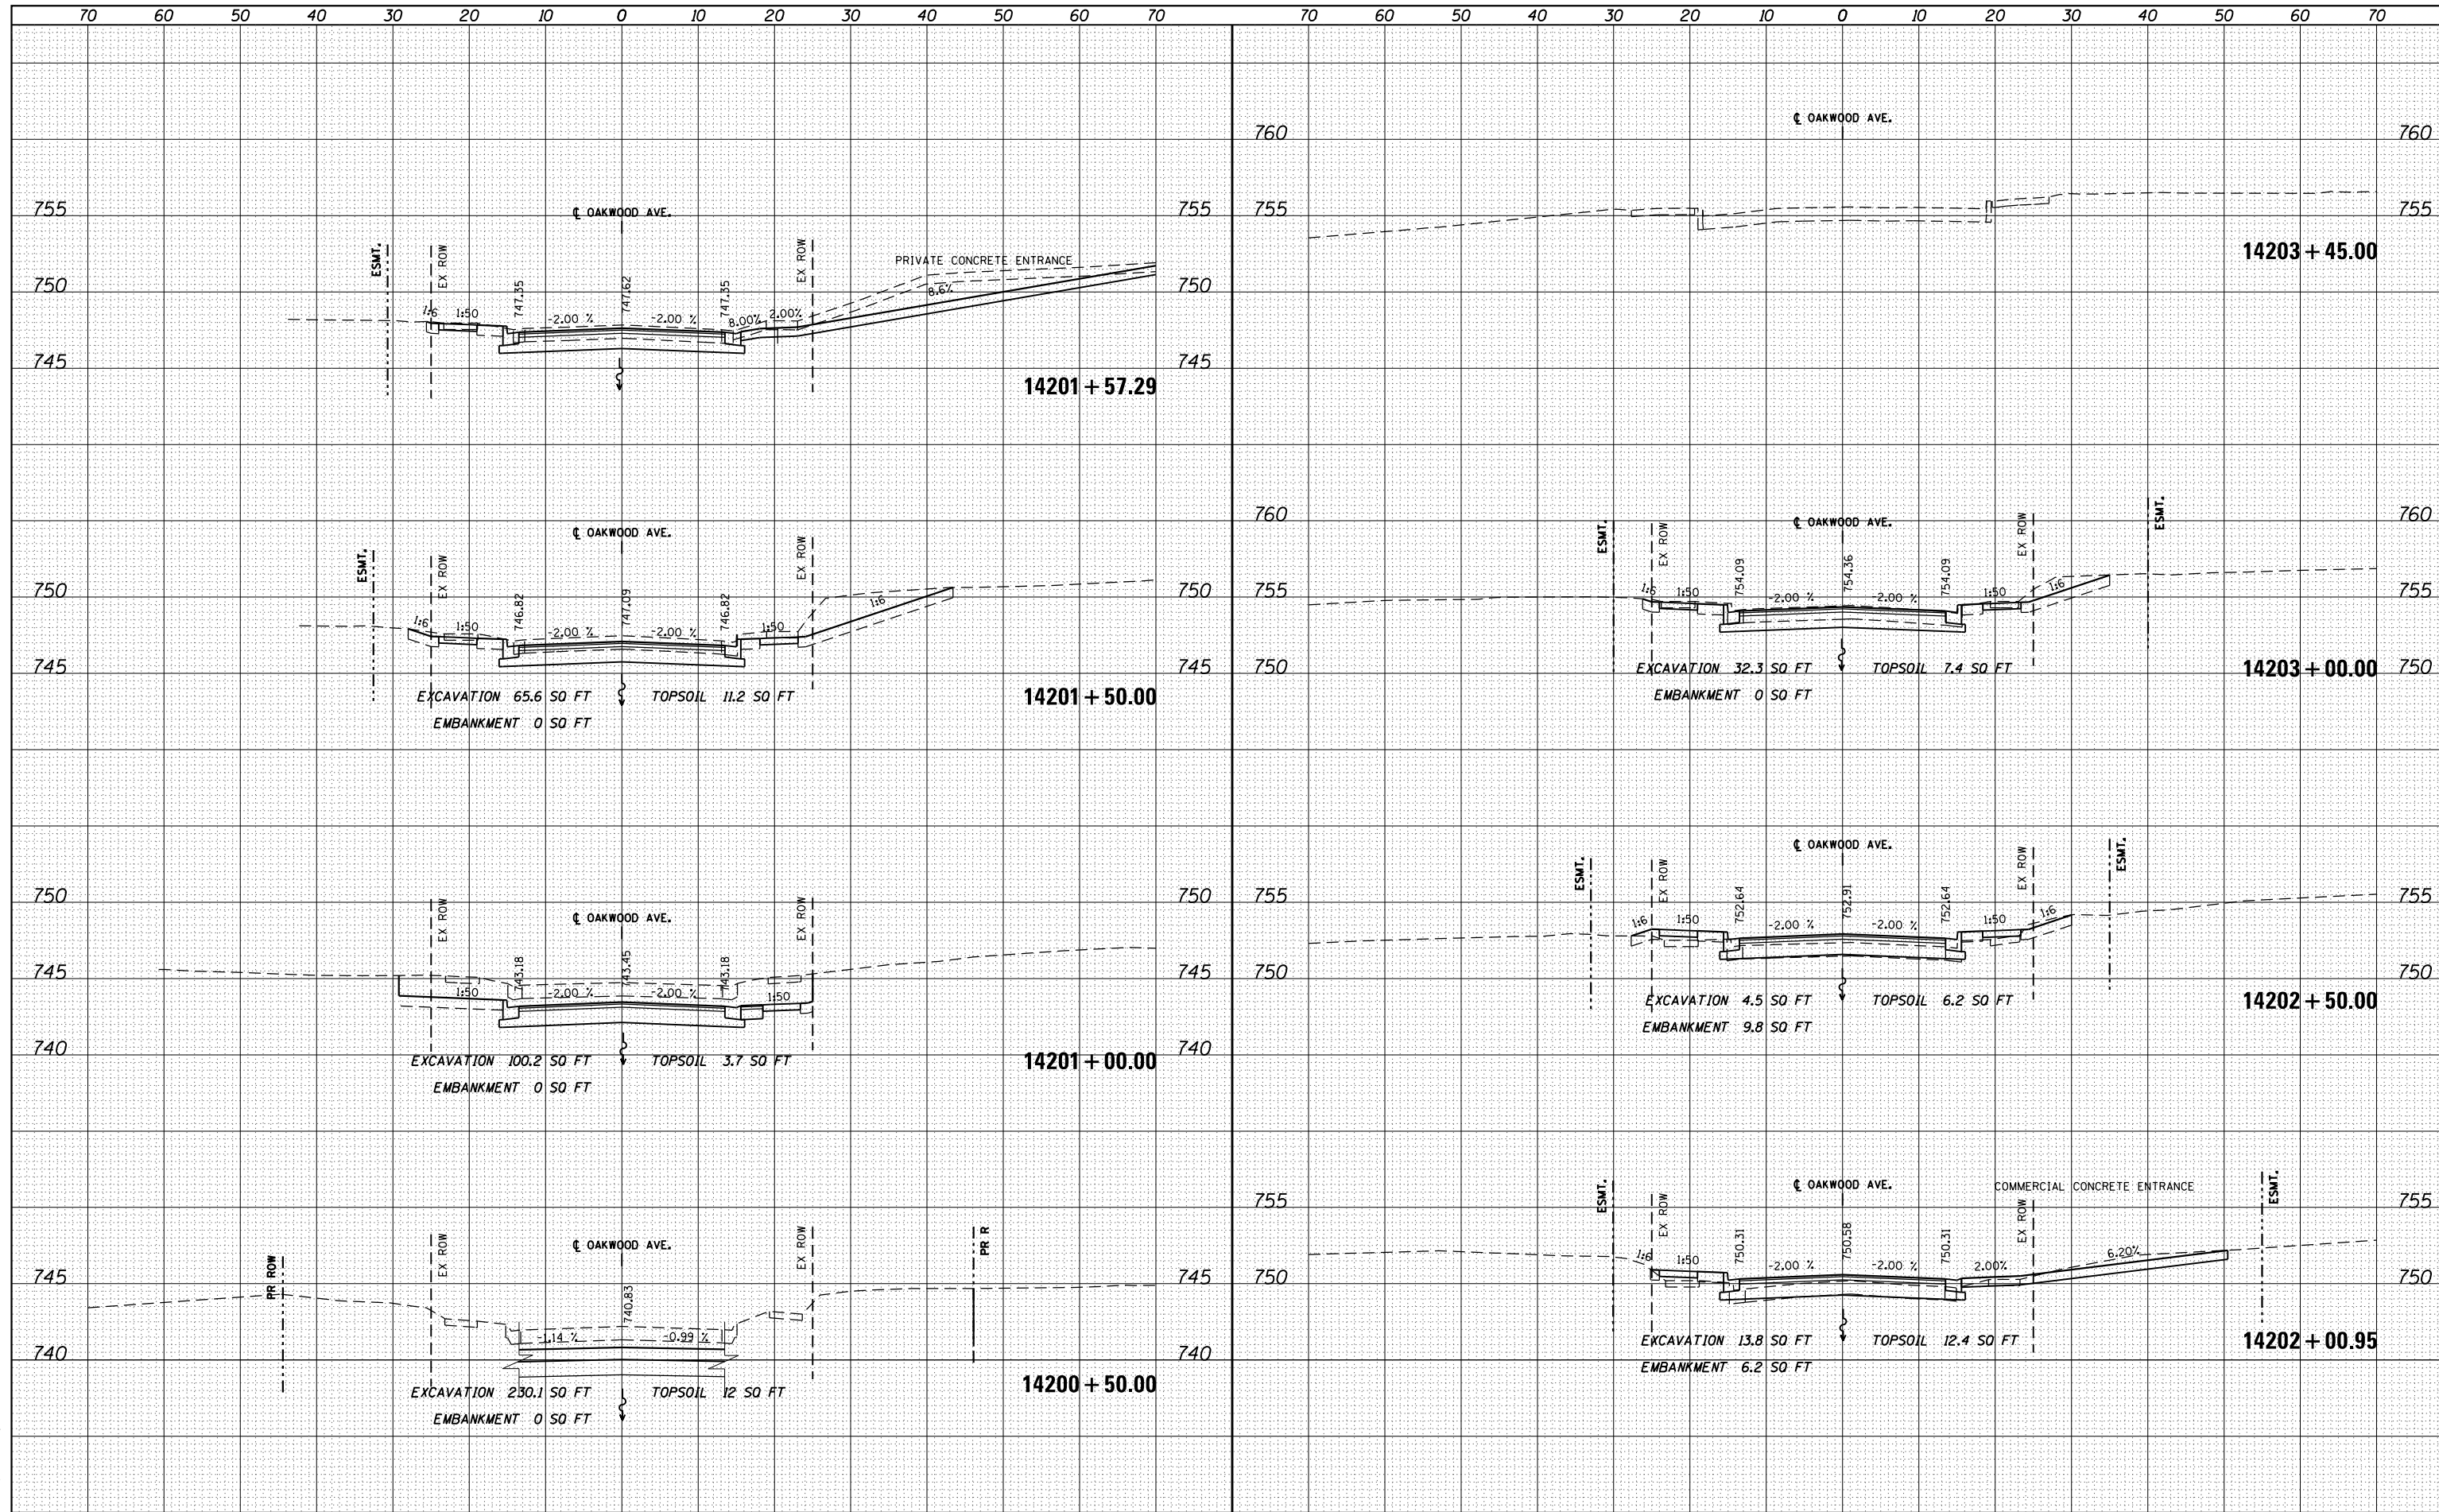 70 60 50 40 30 20 10 0 10 20 30 40 50 60 70
70 60 50 40 30 20 10 0 10 20 30 40 50 60 70
℄ OAKWOOD AVE.
755 755
ESMT.
EX ROW
747.35
747.62
747.35
EX ROW
PRIVATE CONCRETE ENTRANCE
750 750
8.6%
1:6 1:50 -2.00 % -2.00 % 8.00% 2.00%
745 745
14201 + 57.29
℄ OAKWOOD AVE.
ESMT.
EX ROW
746.82
747.09
746.82
EX ROW
750 750
1:6
1:6 1:50 -2.00 % -2.00 % 1:50
745 745
EXCAVATION 65.6 SQ FT TOPSOIL 11.2 SQ FT
14201 + 50.00
EMBANKMENT 0 SQ FT
750 750
℄ OAKWOOD AVE.
EX ROW
743.18
743.45
743.18
EX ROW
745 745
1:50 -2.00 % -2.00 % 1:50
740 740
EXCAVATION 100.2 SQ FT TOPSOIL 3.7 SQ FT
14201 + 00.00
EMBANKMENT 0 SQ FT
℄ OAKWOOD AVE.
PR ROW
EX ROW
740.83
EX ROW
PR R
745 745
-1.14 % -0.99 %
740 740
EXCAVATION 230.1 SQ FT TOPSOIL 12 SQ FT
14200 + 50.00
EMBANKMENT 0 SQ FT
℄ OAKWOOD AVE.
760 760
755 755
14203 + 45.00
760 760
℄ OAKWOOD AVE.
ESMT.
EX ROW
754.09
754.36
754.09
EX ROW
ESMT.
755 755
1:6 1:50 -2.00 % -2.00 % 1:50 1:6
EXCAVATION 32.3 SQ FT TOPSOIL 7.4 SQ FT
14203 + 00.00
750 750
EMBANKMENT 0 SQ FT
℄ OAKWOOD AVE.
ESMT.
EX ROW
752.64
752.91
752.64
EX ROW
ESMT.
755 755
1:6 1:50 -2.00 % -2.00 % 1:50 1:6
750 750
EXCAVATION 4.5 SQ FT TOPSOIL 6.2 SQ FT
14202 + 50.00
EMBANKMENT 9.8 SQ FT
℄ OAKWOOD AVE.
COMMERCIAL CONCRETE ENTRANCE
755 755
ESMT.
EX ROW
750.31
750.58
750.31
EX ROW
ESMT.
1:6 1:50 -2.00 % -2.00 % 2.00% 6.20%
750 750
EXCAVATION 13.8 SQ FT TOPSOIL 12.4 SQ FT
14202 + 00.95
EMBANKMENT 6.2 SQ FT